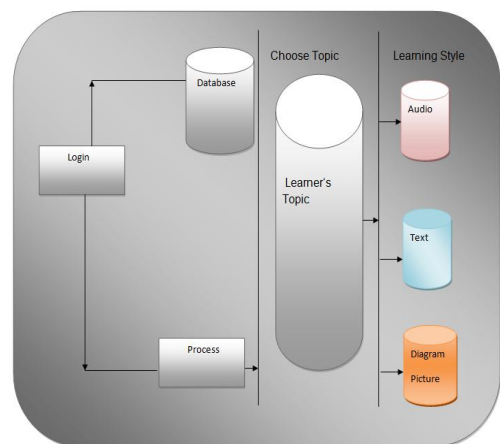 Choose Topic
Learning Style
Database
Audio
Login
Learner's
Topic
Text
Process
Diagram
Picture